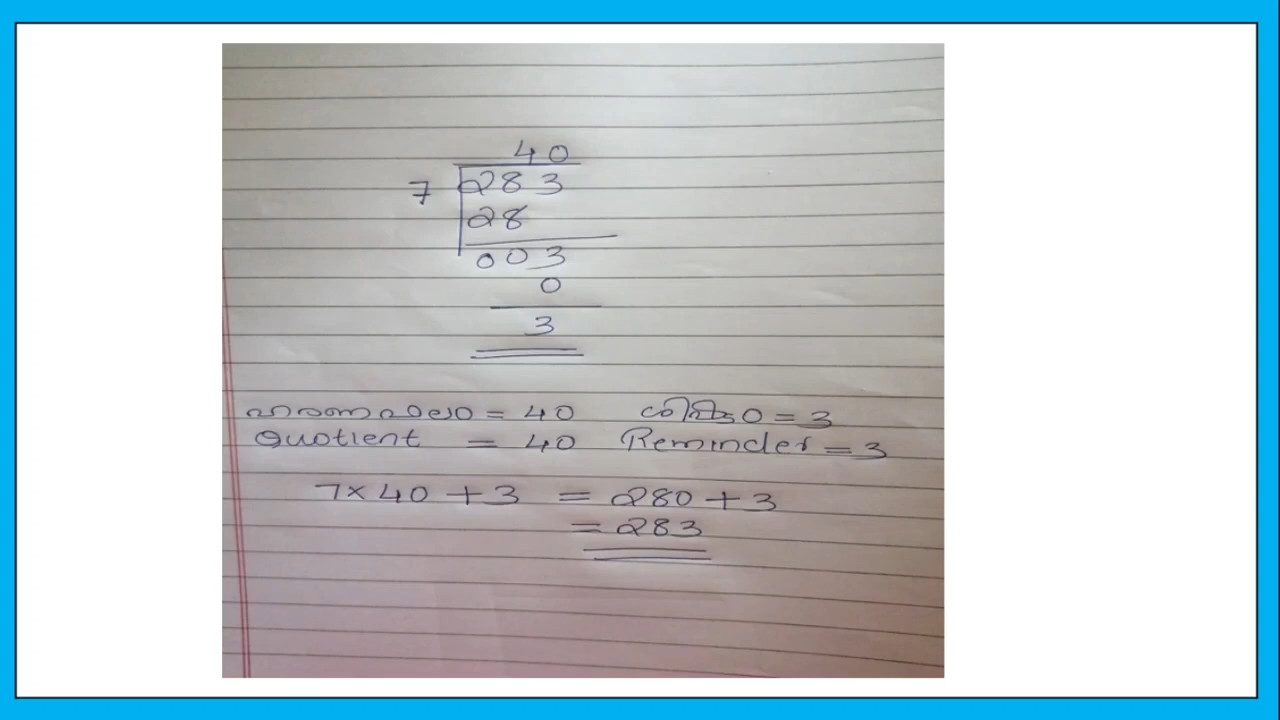 40
7 283
28
003
0
3
ഹരണഫലം = 40 ശിഷ്ടം = 3
Quotient = 40 Reminder = 3
7 × 40 + 3 = 280 + 3
= 283